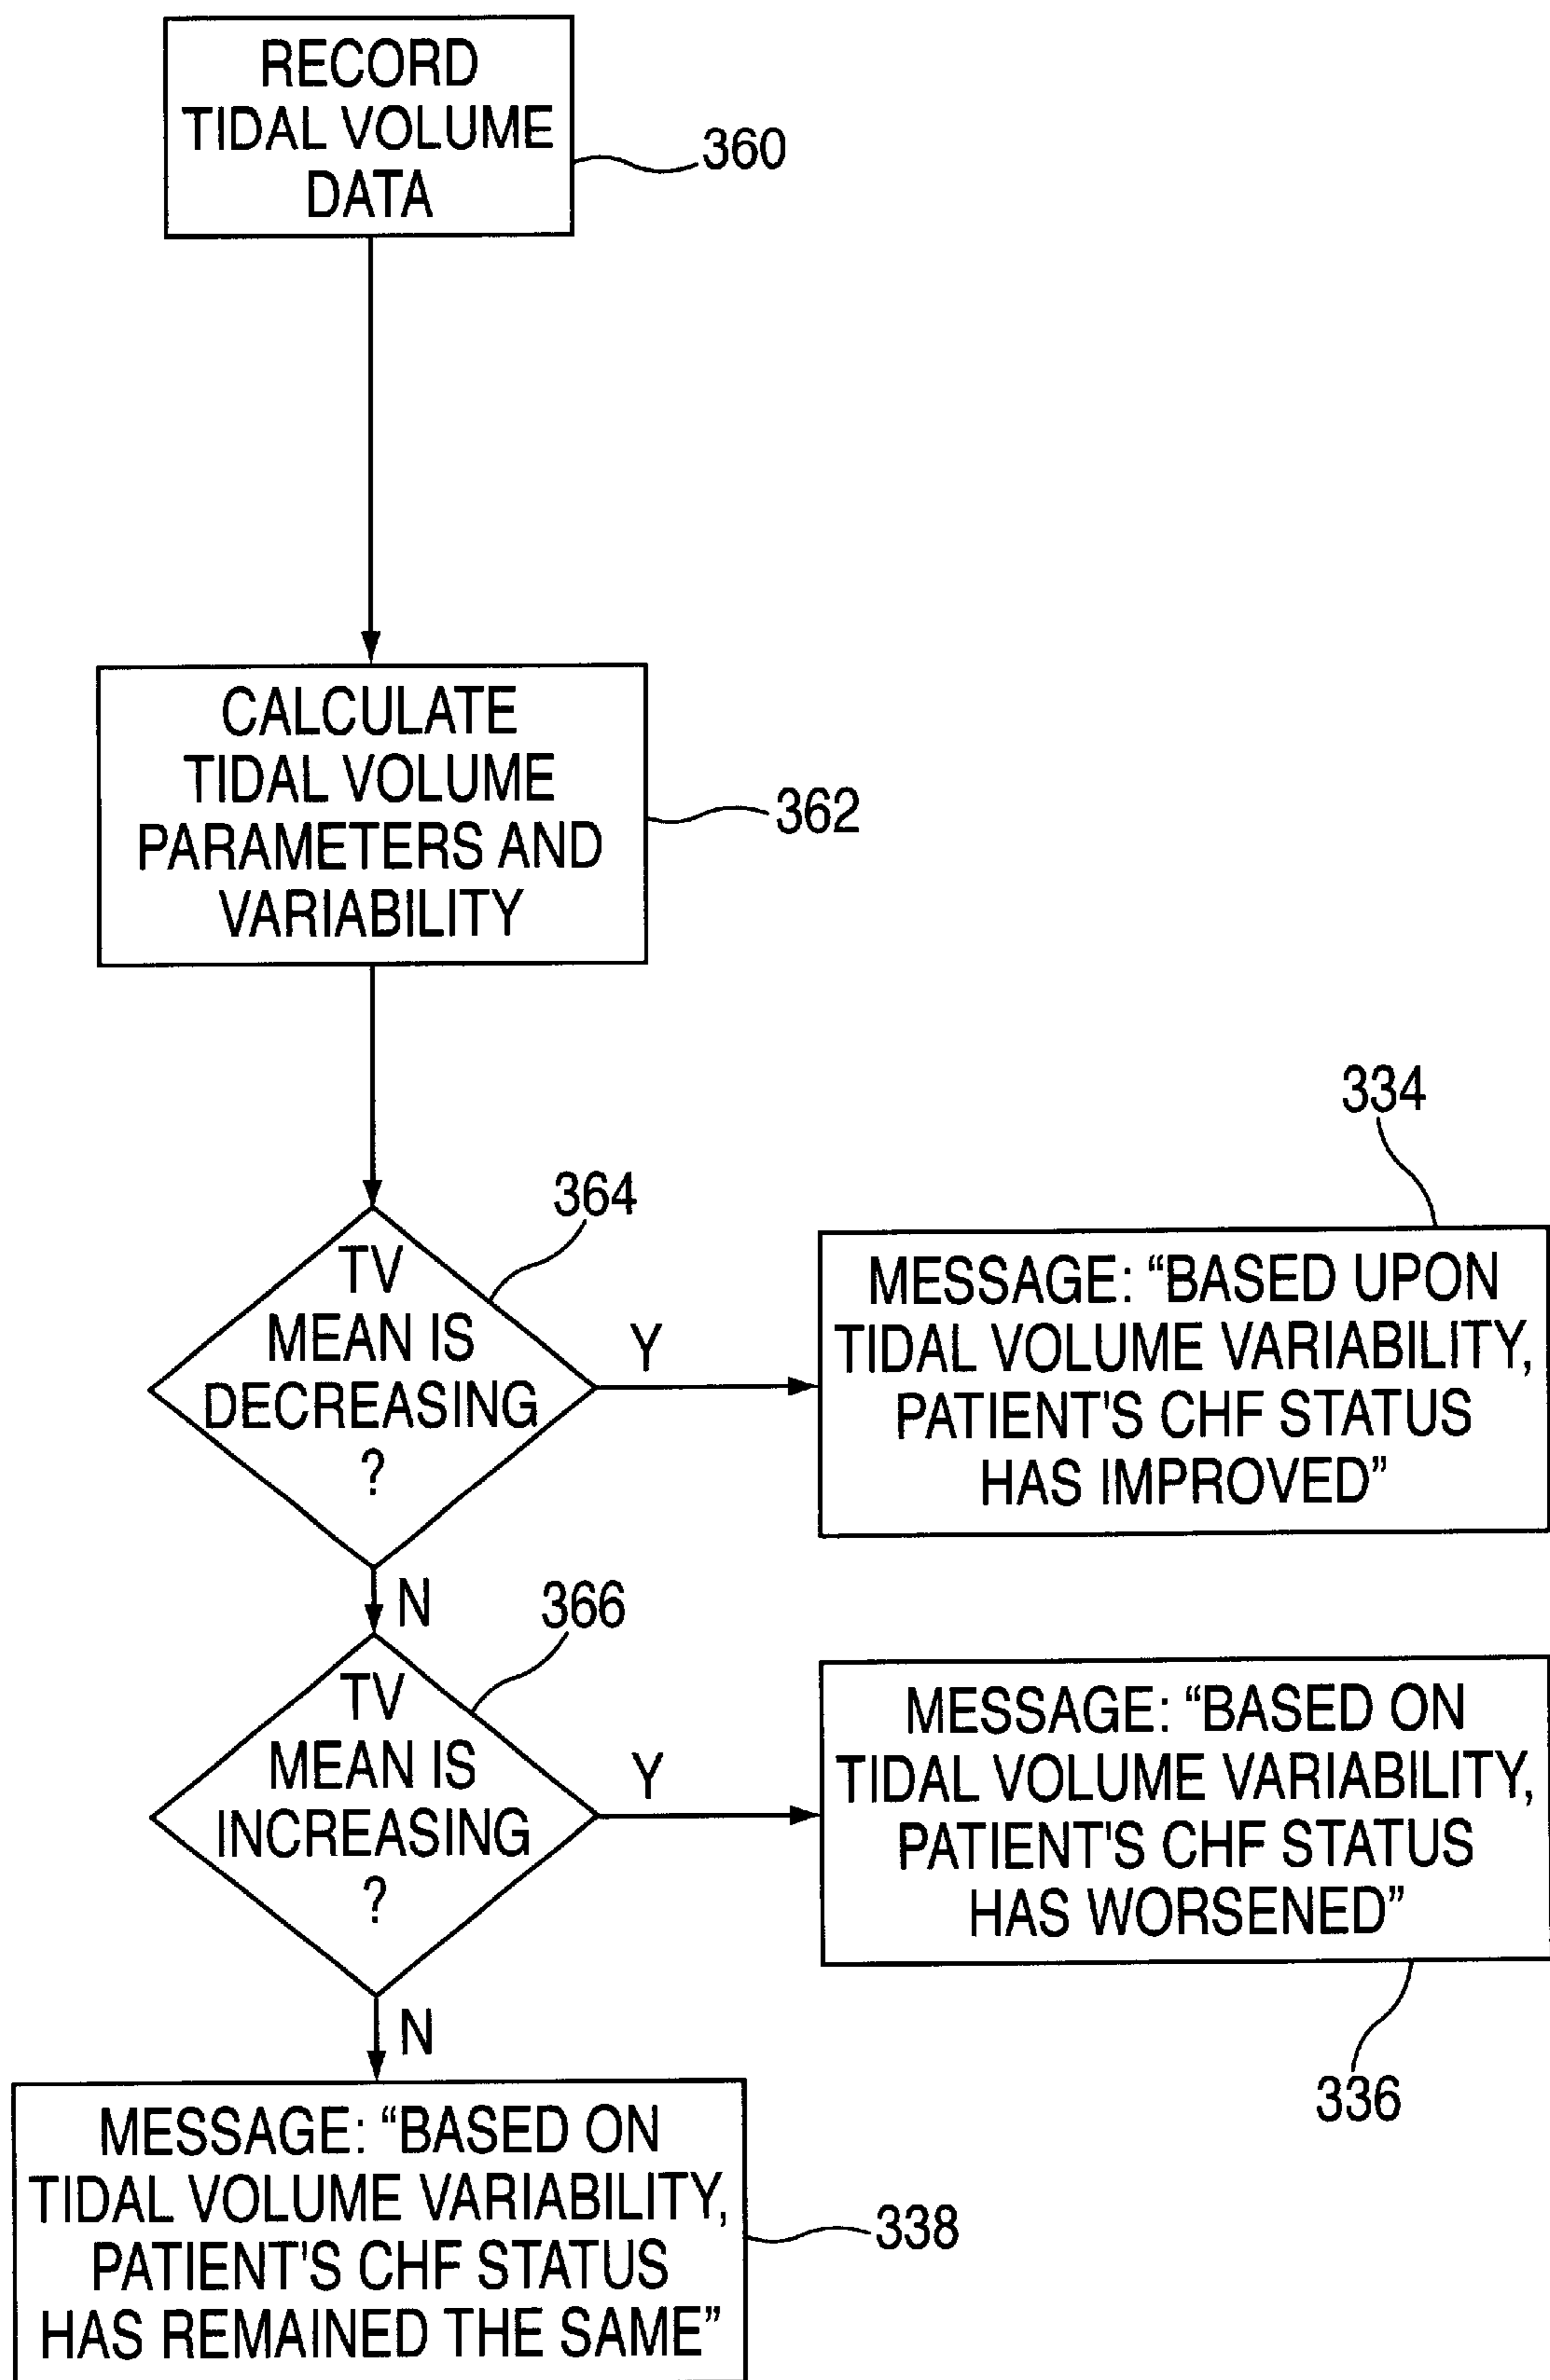 RECORD
TIDAL VOLUME
DATA
360
CALCULATE
TIDAL VOLUME
PARAMETERS AND
VARIABILITY
362
334
364
TV
MEAN IS
DECREASING
?
Y
MESSAGE: “BASED UPON
TIDAL VOLUME VARIABILITY,
PATIENT'S CHF STATUS
HAS IMPROVED”
N
366
TV
MEAN IS
INCREASING
?
Y
MESSAGE: “BASED ON
TIDAL VOLUME VARIABILITY,
PATIENT'S CHF STATUS
HAS WORSENED”
336
N
MESSAGE: “BASED ON
TIDAL VOLUME VARIABILITY,
PATIENT'S CHF STATUS
HAS REMAINED THE SAME”
338